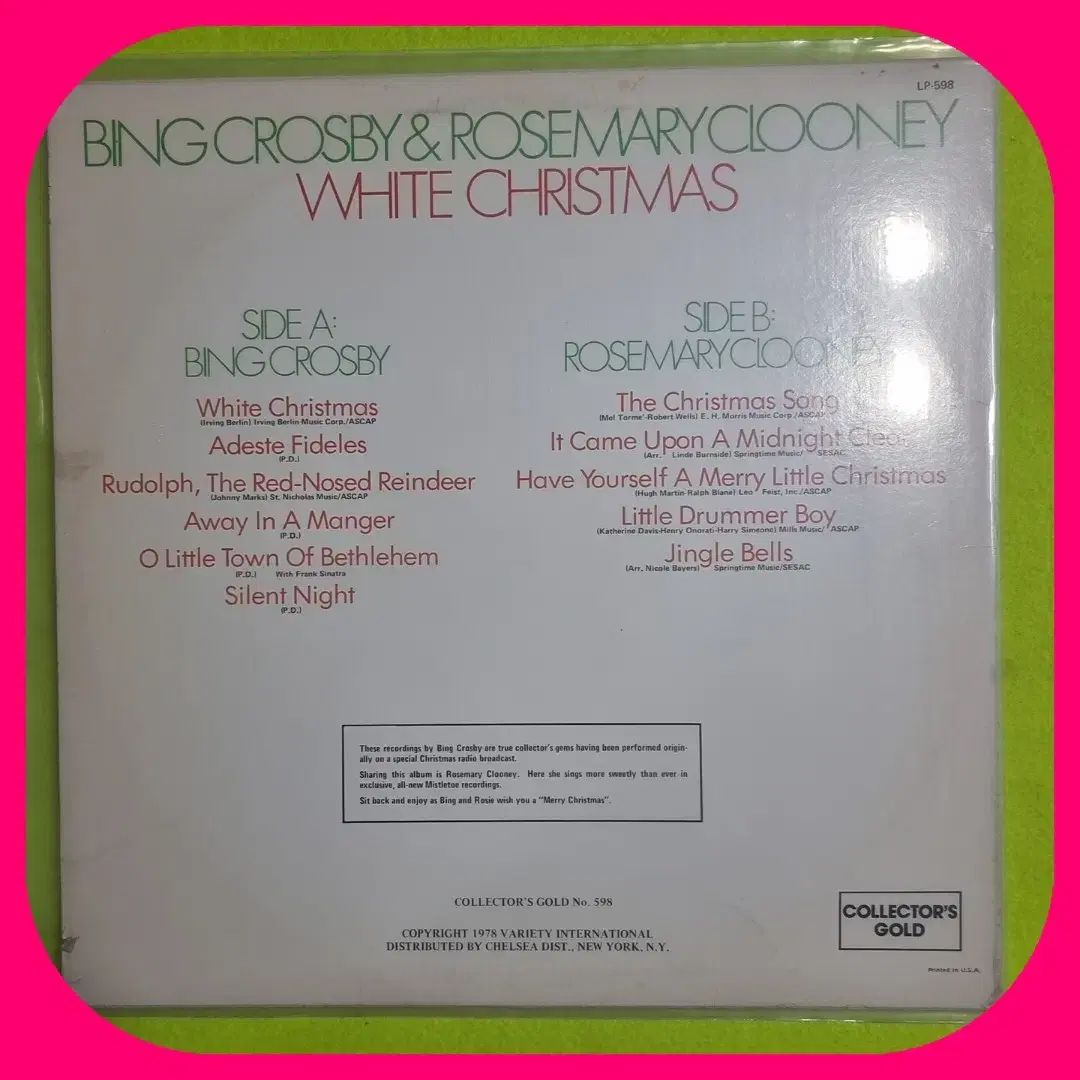 LP-598
BING CROSBY & ROSEMARY CLOONEY
WHITE CHRISTMAS
SIDE A:
BING CROSBY
White Christmas
(Irving Berlin) Irving Berlin Music Corp./ASCAP
Adeste Fideles
(P.D.)
Rudolph, The Red-Nosed Reindeer
(Johnny Marks) St. Nicholas Music/ASCAP
Away In A Manger
(P.D.)
O Little Town Of Bethlehem
(P.D.) With Frank Sinatra
Silent Night
(P.D.)
SIDE B:
ROSEMARY CLOONEY
The Christmas Song
(Mel Torme'-Robert Wells) E. H. Morris Music Corp./ASCAP
It Came Upon A Midnight Clear
(Arr. Linde Burnside) Springtime Music/ SESAC
Have Yourself A Merry Little Christmas
(Hugh Martin-Ralph Blane) Leo Feist, Inc./ASCAP
Little Drummer Boy
(Katherine Davis-Henry Onorati-Harry Simeone) Mills Music/ ASCAP
Jingle Bells
(Arr. Nicole Bayers) Springtime Music/SESAC
These recordings by Bing Crosby are true collector's gems having been performed origin-
ally on a special Christmas radio broadcast.
Sharing this album is Rosemary Clooney. Here she sings more sweetly than ever in
exclusive, all-new Mistletoe recordings.
Sit back and enjoy as Bing and Rosie wish you a "Merry Christmas".
COLLECTOR'S GOLD No. 598
COPYRIGHT 1978 VARIETY INTERNATIONAL
DISTRIBUTED BY CHELSEA DIST., NEW YORK, N.Y.
COLLECTOR'S
GOLD
Printed in U.S.A.